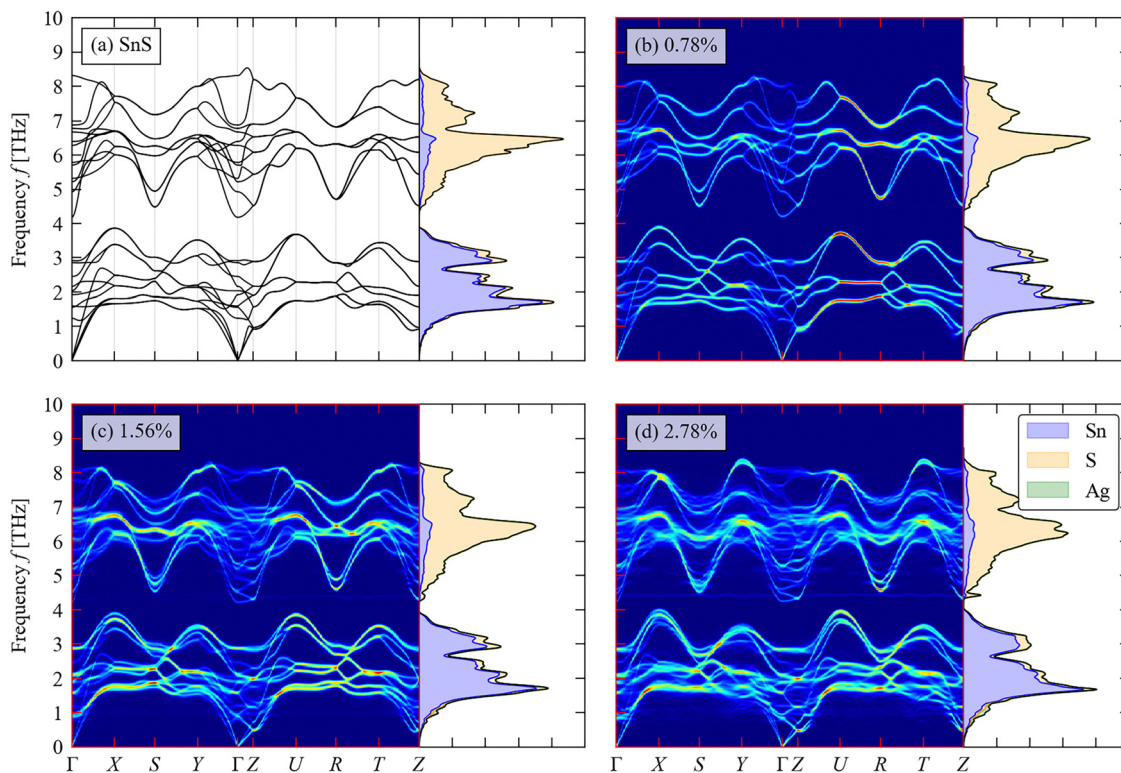 (a) SnS
(b) 0.78%
Frequency f [THz]
10
9
8
7
6
5
4
3
2
1
0
(c) 1.56%
(d) 2.78%
Sn
S
Ag
Frequency f [THz]
10
9
8
7
6
5
4
3
2
1
0
Γ X S Y Γ Z U R T Z
Γ X S Y Γ Z U R T Z